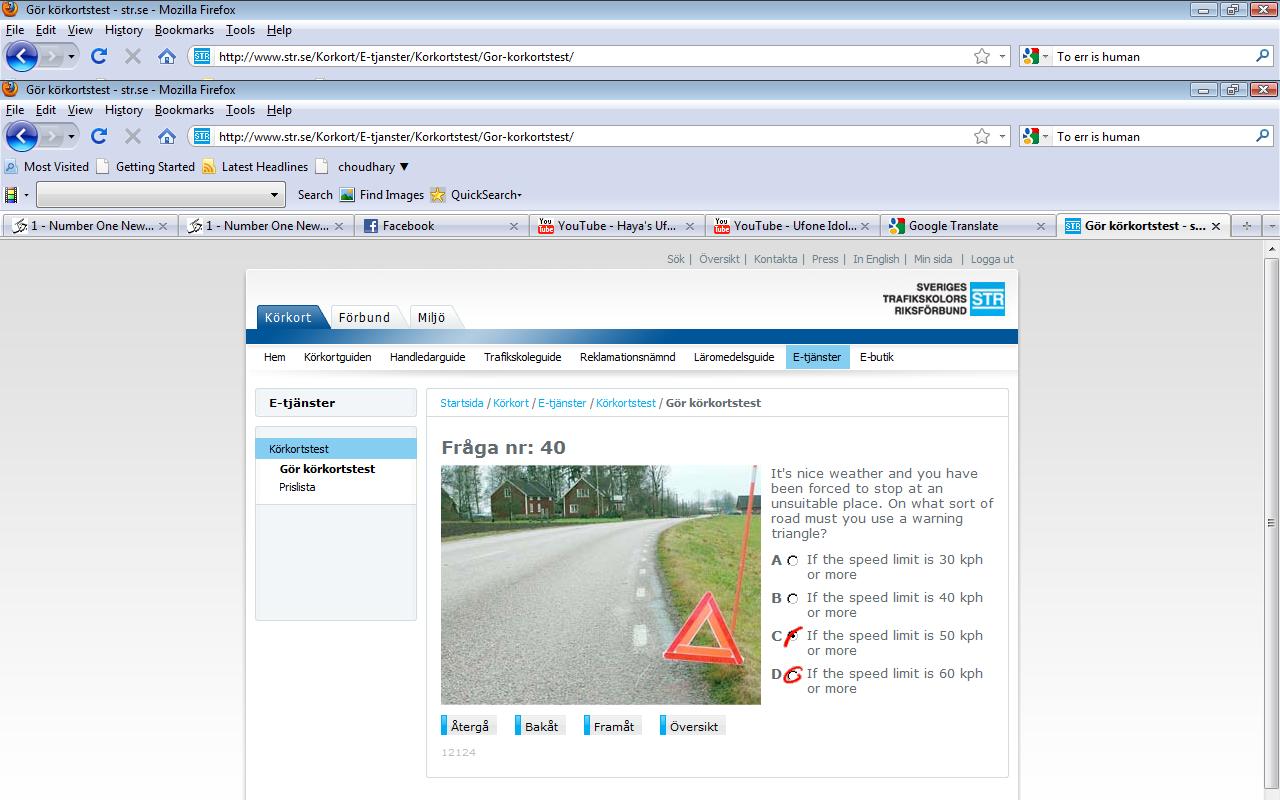 Gör körkortstest - str.se - Mozilla Firefox
File Edit View History Bookmarks Tools Help
STR http://www.str.se/Korkort/E-tjanster/Korkortstest/Gor-korkortstest/ To err is human
Gör körkortstest - str.se - Mozilla Firefox
File Edit View History Bookmarks Tools Help
STR http://www.str.se/Korkort/E-tjanster/Korkortstest/Gor-korkortstest/ To err is human
Most Visited Getting Started Latest Headlines choudhary ▼
Search Find Images QuickSearch
1 - Number One New... 1 - Number One New... Facebook YouTube - Haya's Uf... YouTube - Ufone Idol... Google Translate Gör körkortstest - s...
Sök | Översikt | Kontakta | Press | In English | Min sida | Logga ut
SVERIGES
TRAFIKSKOLORS
RIKSFÖRBUND
STR
Körkort Förbund Miljö
Hem Körkortguiden Handledarguide Trafikskoleguide Reklamationsnämnd Läromedelsguide E-tjänster E-butik
E-tjänster
Körkortstest
Gör körkortstest
Prislista
Startsida / Körkort / E-tjänster / Körkortstest / Gör körkortstest
Fråga nr: 40
It's nice weather and you have
been forced to stop at an
unsuitable place. On what sort of
road must you use a warning
triangle?
A If the speed limit is 30 kph
or more
B If the speed limit is 40 kph
or more
C If the speed limit is 50 kph
or more
D If the speed limit is 60 kph
or more
Återgå Bakåt Framåt Översikt
12124